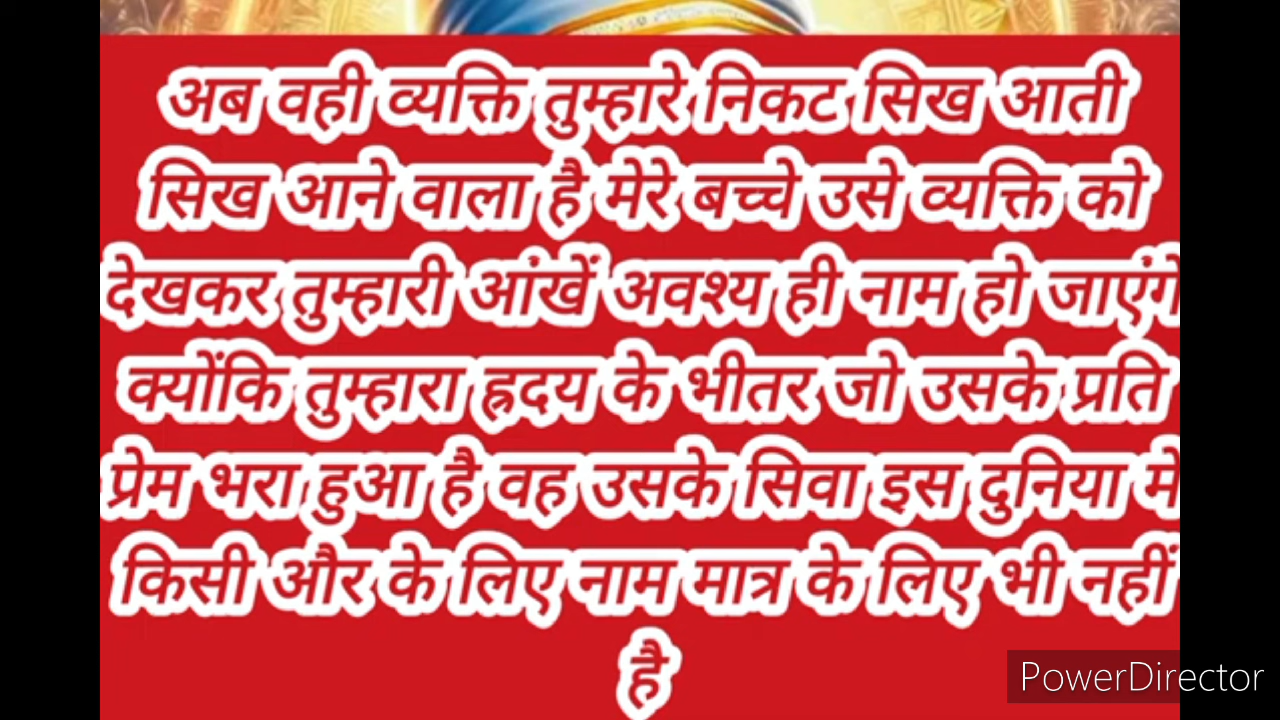 अब वही व्यक्ति तुम्हारे निकट सिख आती
सिख आने वाला है मेरे बच्चे उसे व्यक्ति को
देखकर तुम्हारी आंखें अवश्य ही नाम हो जाएंगे
क्योंकि तुम्हारा ह्रदय के भीतर जो उसके प्रति
प्रेम भरा हुआ है वह उसके सिवा इस दुनिया मे
किसी और के लिए नाम मात्र के लिए भी नहीं
है
PowerDirector